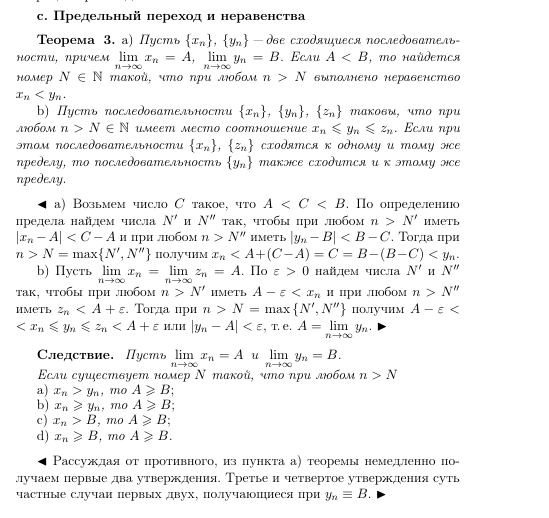 с. Предельный переход и неравенства
Теорема 3. a) Пусть {xₙ}, {yₙ} — две сходящиеся последователь-
ности, причем lim_{n→∞} xₙ = A, lim_{n→∞} yₙ = B. Если A < B, то найдется
номер N ∈ ℕ такой, что при любом n > N выполнено неравенство
xₙ < yₙ.
b) Пусть последовательности {xₙ}, {yₙ}, {zₙ} таковы, что при
любом n > N ∈ ℕ имеет место соотношение xₙ ⩽ yₙ ⩽ zₙ. Если при
этом последовательности {xₙ}, {zₙ} сходятся к одному и тому же
пределу, то последовательность {yₙ} также сходится и к этому же
пределу.
◀ a) Возьмем число C такое, что A < C < B. По определению
предела найдем числа N′ и N″ так, чтобы при любом n > N′ иметь
|xₙ − A| < C − A и при любом n > N″ иметь |yₙ − B| < B − C. Тогда при
n > N = max{N′, N″} получим xₙ < A+(C−A) = C = B−(B−C) < yₙ.
b) Пусть lim_{n→∞} xₙ = lim_{n→∞} zₙ = A. По ε > 0 найдем числа N′ и N″
так, чтобы при любом n > N′ иметь A − ε < xₙ и при любом n > N″
иметь zₙ < A + ε. Тогда при n > N = max {N′, N″} получим A − ε <
< xₙ ⩽ yₙ ⩽ zₙ < A + ε или |yₙ − A| < ε, т. е. A = lim_{n→∞} yₙ. ▶
Следствие. Пусть lim_{n→∞} xₙ = A и lim_{n→∞} yₙ = B.
Если существует номер N такой, что при любом n > N
a) xₙ > yₙ, то A ⩾ B;
b) xₙ ⩾ yₙ, то A ⩾ B;
c) xₙ > B, то A ⩾ B;
d) xₙ ⩾ B, то A ⩾ B.
◀ Рассуждая от противного, из пункта a) теоремы немедленно по-
лучаем первые два утверждения. Третье и четвертое утверждения суть
частные случаи первых двух, получающиеся при yₙ ≡ B. ▶